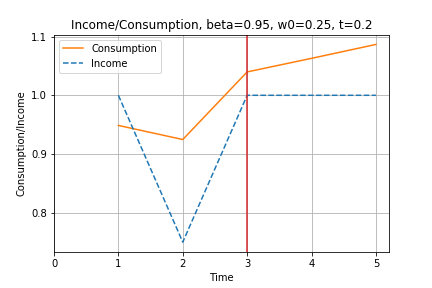 Income/Consumption, beta=0.95, w0=0.25, t=0.2
Consumption
Income
Consumption/Income
1.1
1.0
0.9
0.8
0 1 2 3 4 5
Time